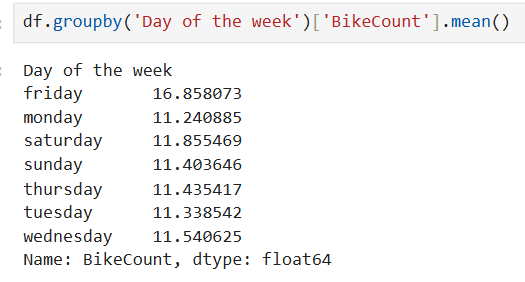 df.groupby('Day of the week')['BikeCount'].mean()
Day of the week
friday       16.858073
monday       11.240885
saturday     11.855469
sunday       11.403646
thursday     11.435417
tuesday      11.338542
wednesday    11.540625
Name: BikeCount, dtype: float64